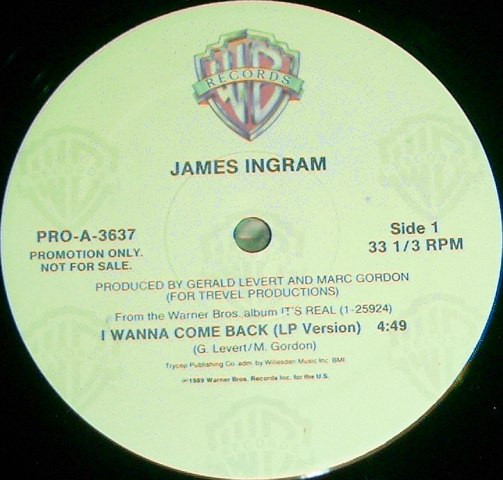 WB
RECORDS
JAMES INGRAM
PRO-A-3637
PROMOTION ONLY.
NOT FOR SALE.
Side 1
33 1/3 RPM
PRODUCED BY GERALD LEVERT AND MARC GORDON
(FOR TREVEL PRODUCTIONS)
From the Warner Bros. album IT'S REAL (1-25924)
I WANNA COME BACK (LP Version) 4:49
(G. Levert/M. Gordon)
Trycep Publishing Co. adm. by Willesden Music Inc. BMI.
℗1989 Warner Bros. Records Inc. for the U.S.